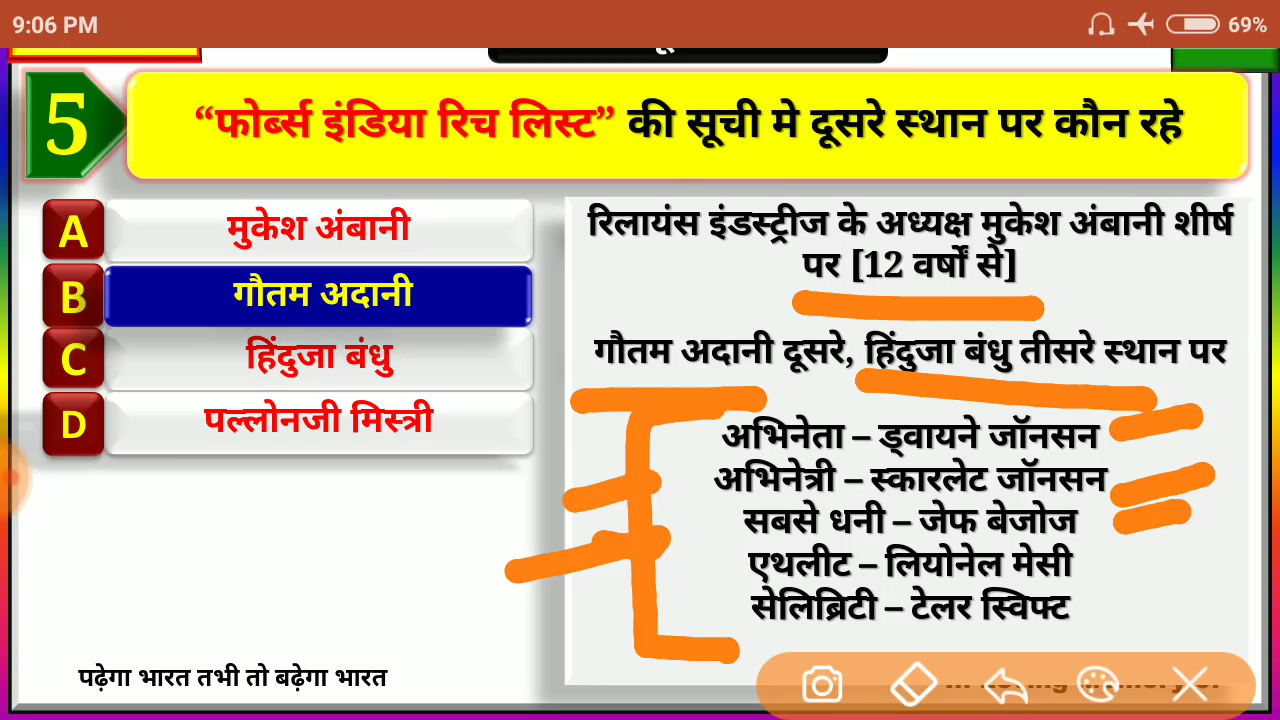 9:06 PM
69%
5
“फोर्ब्स इंडिया रिच लिस्ट” की सूची मे दूसरे स्थान पर कौन रहे
A
मुकेश अंबानी
B
गौतम अदानी
C
हिंदुजा बंधु
D
पल्लोनजी मिस्त्री
रिलायंस इंडस्ट्रीज के अध्यक्ष मुकेश अंबानी शीर्ष
पर [12 वर्षों से]
गौतम अदानी दूसरे, हिंदुजा बंधु तीसरे स्थान पर
अभिनेता – ड्वायने जॉनसन
अभिनेत्री – स्कारलेट जॉनसन
सबसे धनी – जेफ बेजोज
एथलीट – लियोनेल मेसी
सेलिब्रिटी – टेलर स्विफ्ट
पढ़ेगा भारत तभी तो बढ़ेगा भारत